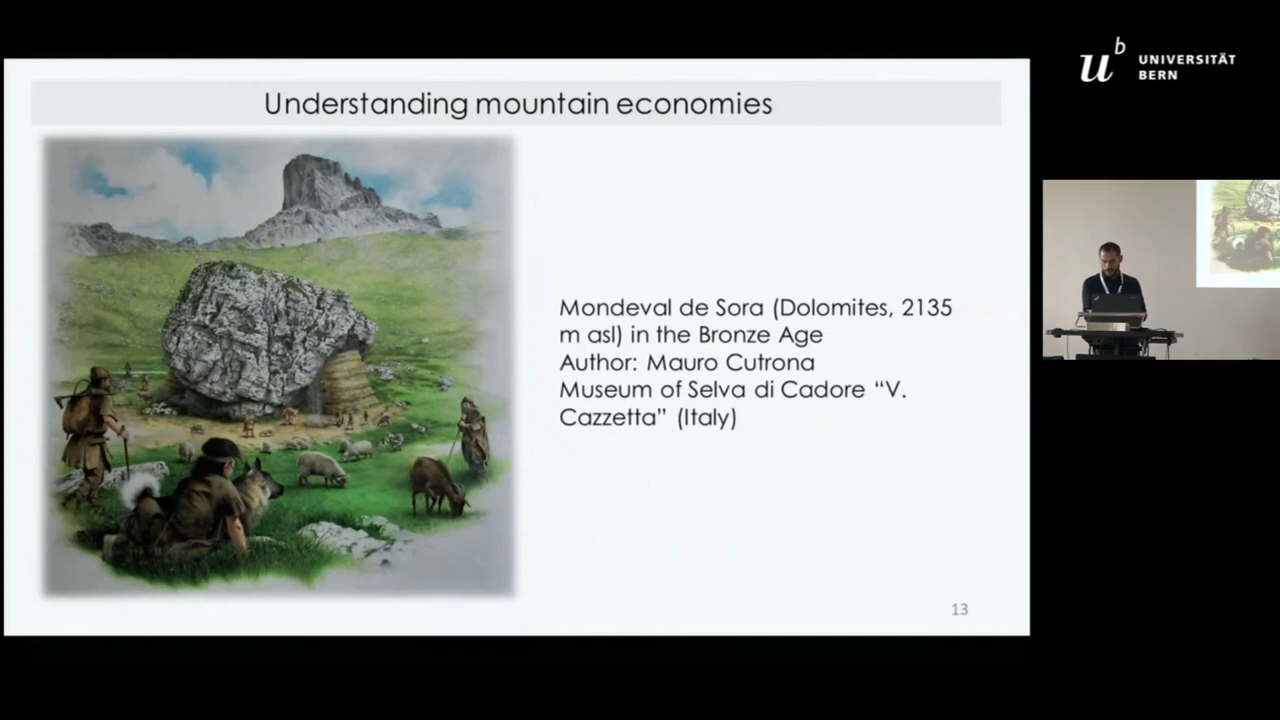 u^b UNIVERSITÄT
BERN
Understanding mountain economies
Mondeval de Sora (Dolomites, 2135
m asl) in the Bronze Age
Author: Mauro Cutrona
Museum of Selva di Cadore “V.
Cazzetta” (Italy)
13